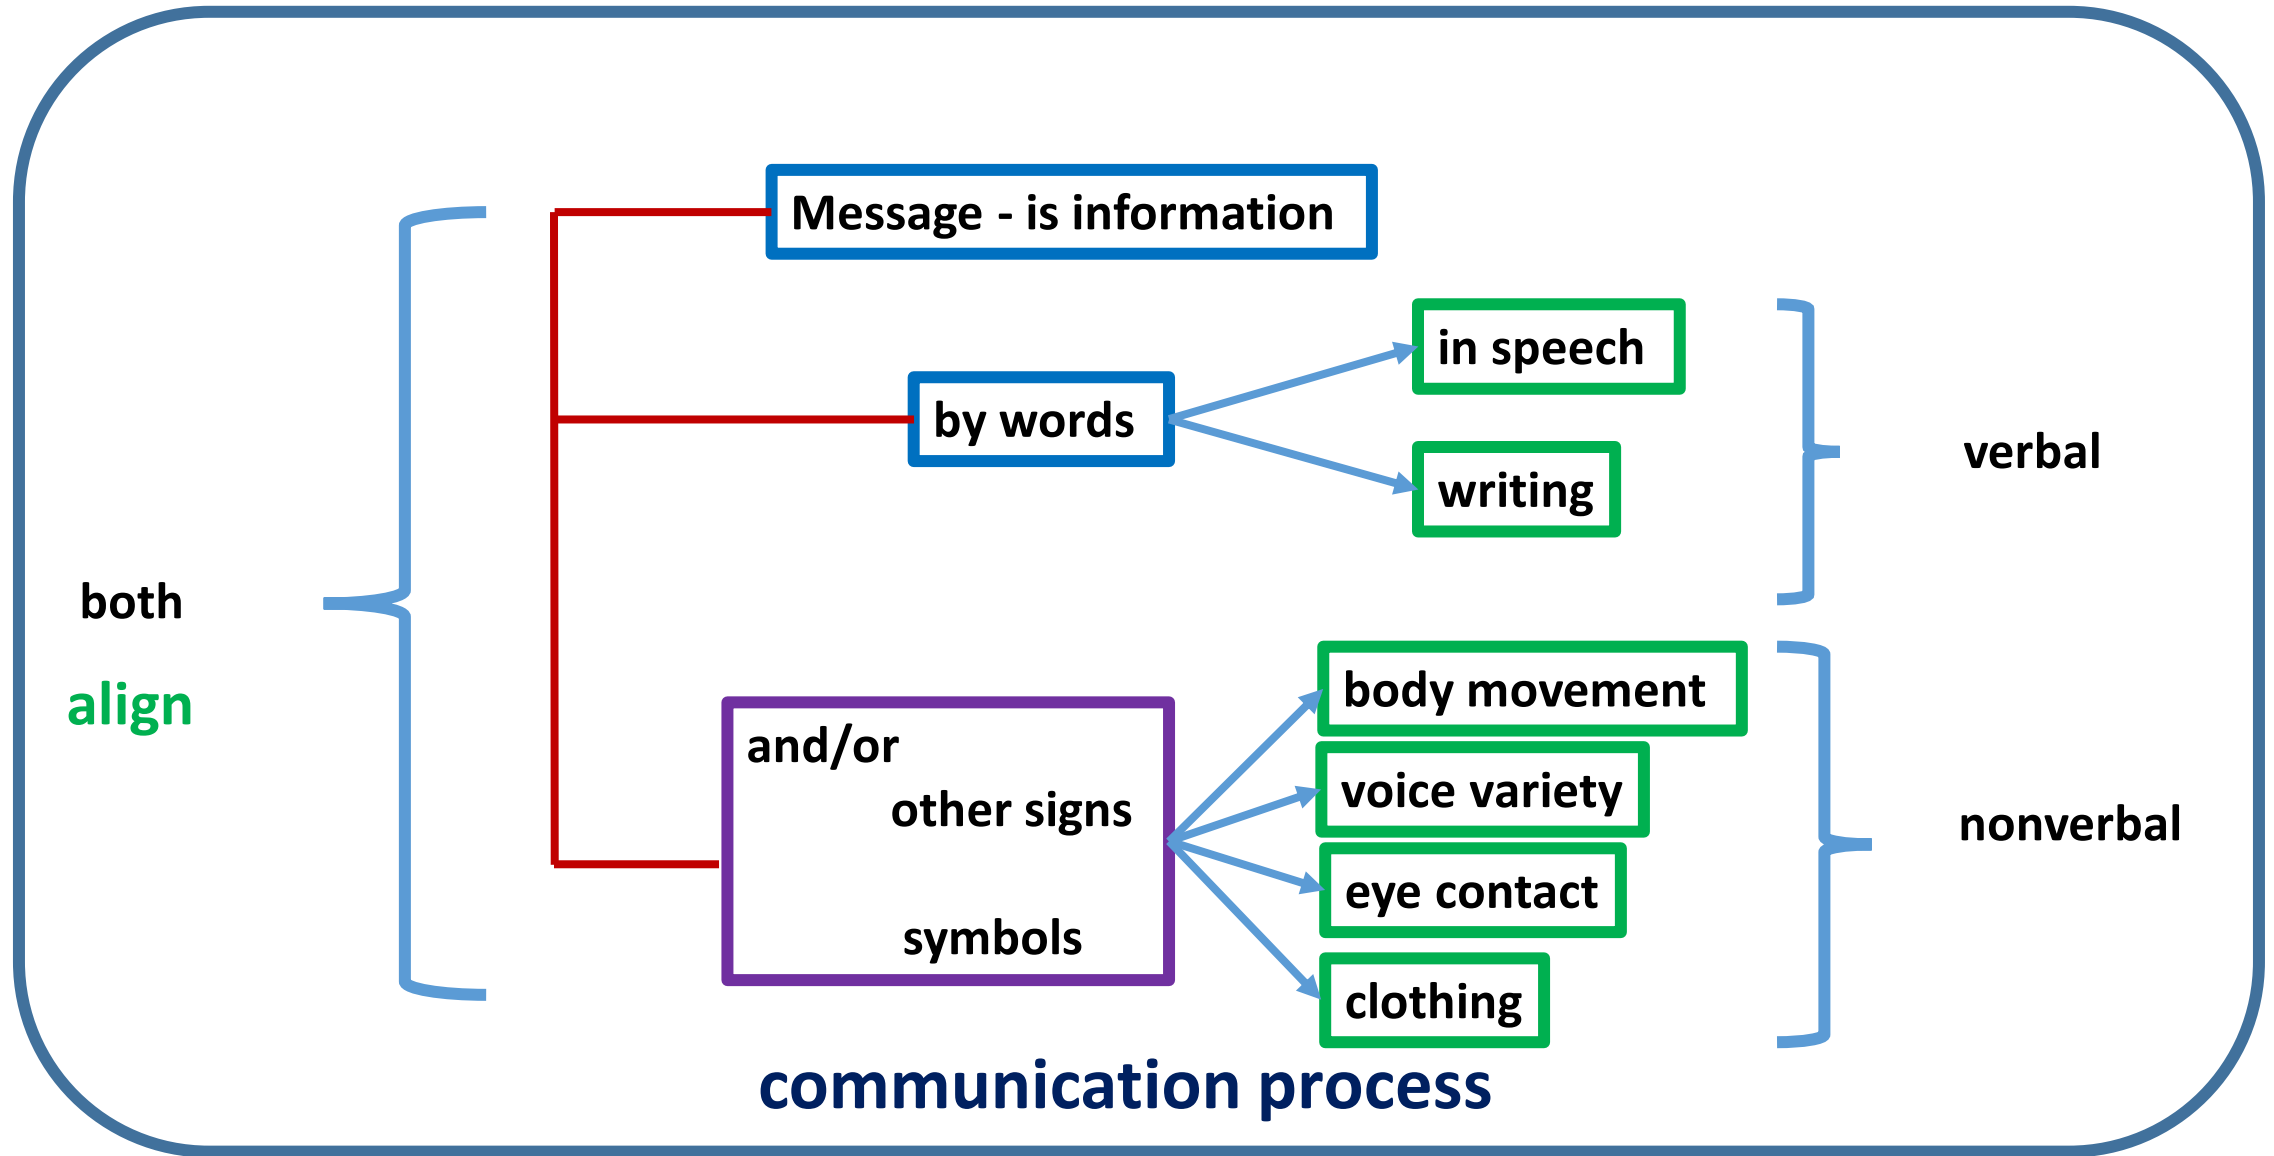 Message - is information
by words
in speech
writing
verbal
both
align
and/or
other signs
symbols
body movement
voice variety
eye contact
clothing
nonverbal
communication process